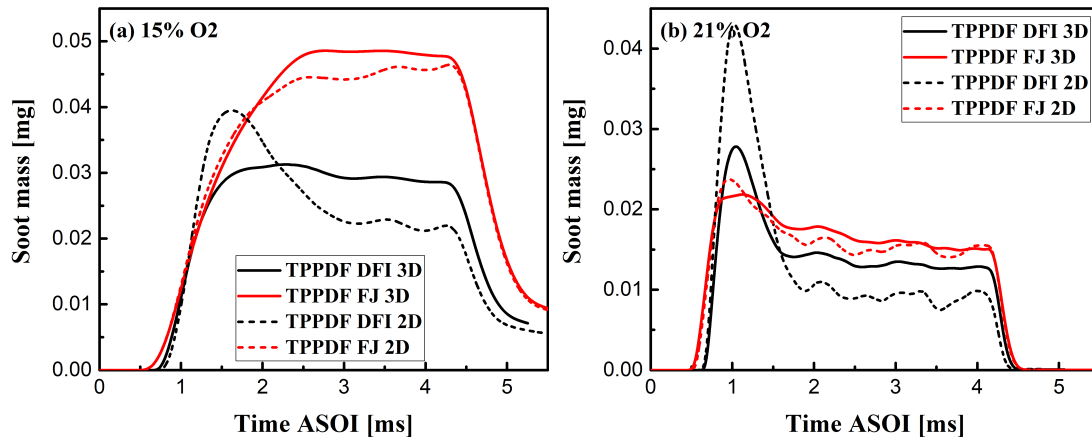 (a) 15% O2
Soot mass [mg]
0.05
0.04
0.03
0.02
0.01
0.00
TPPDF DFI 3D
TPPDF FJ 3D
TPPDF DFI 2D
TPPDF FJ 2D
0 1 2 3 4 5
Time ASOI [ms]
(b) 21% O2
Soot mass [mg]
0.04
0.03
0.02
0.01
0.00
TPPDF DFI 3D
TPPDF FJ 3D
TPPDF DFI 2D
TPPDF FJ 2D
0 1 2 3 4 5
Time ASOI [ms]